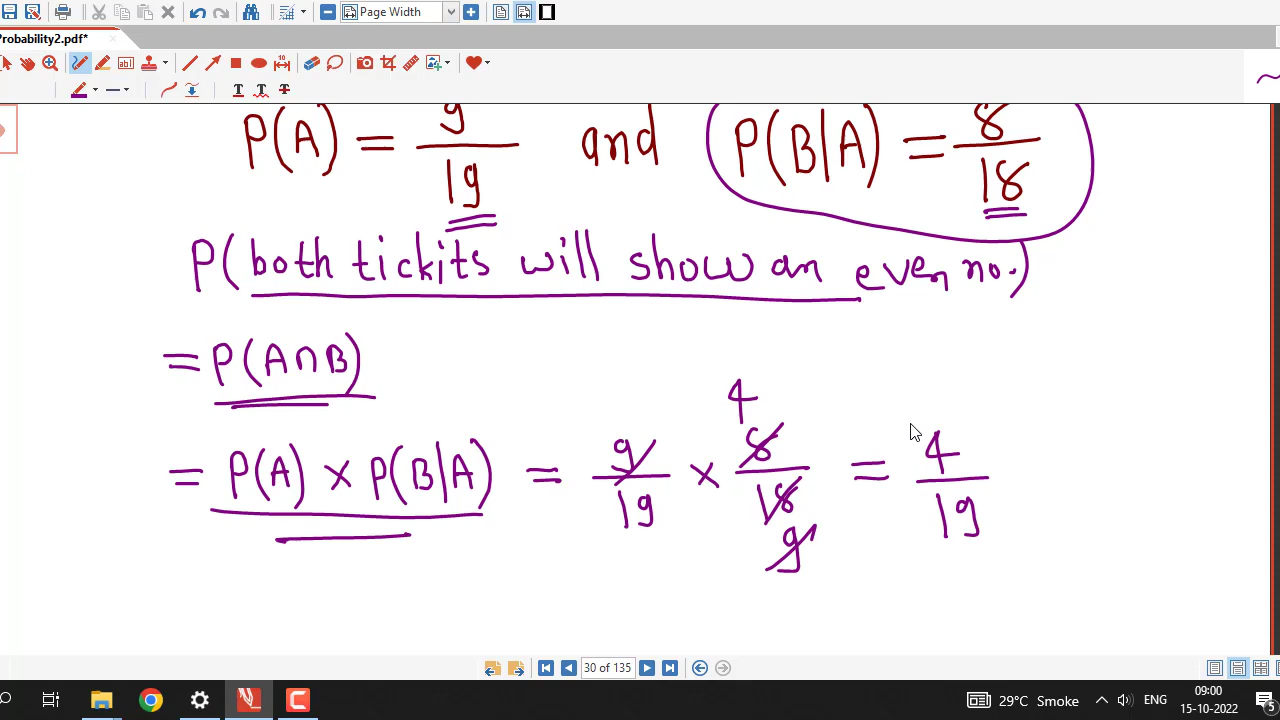 Page Width
Probability2.pdf*
P(A) = 9/19 and P(B|A) = 8/18
P(both tickits will show an even no.)
= P(A∩B)
= P(A) × P(B|A) = 9/19 × 8/18 = 4/19
4
9
30 of 135
29°C Smoke
ENG
09:00
15-10-2022
5